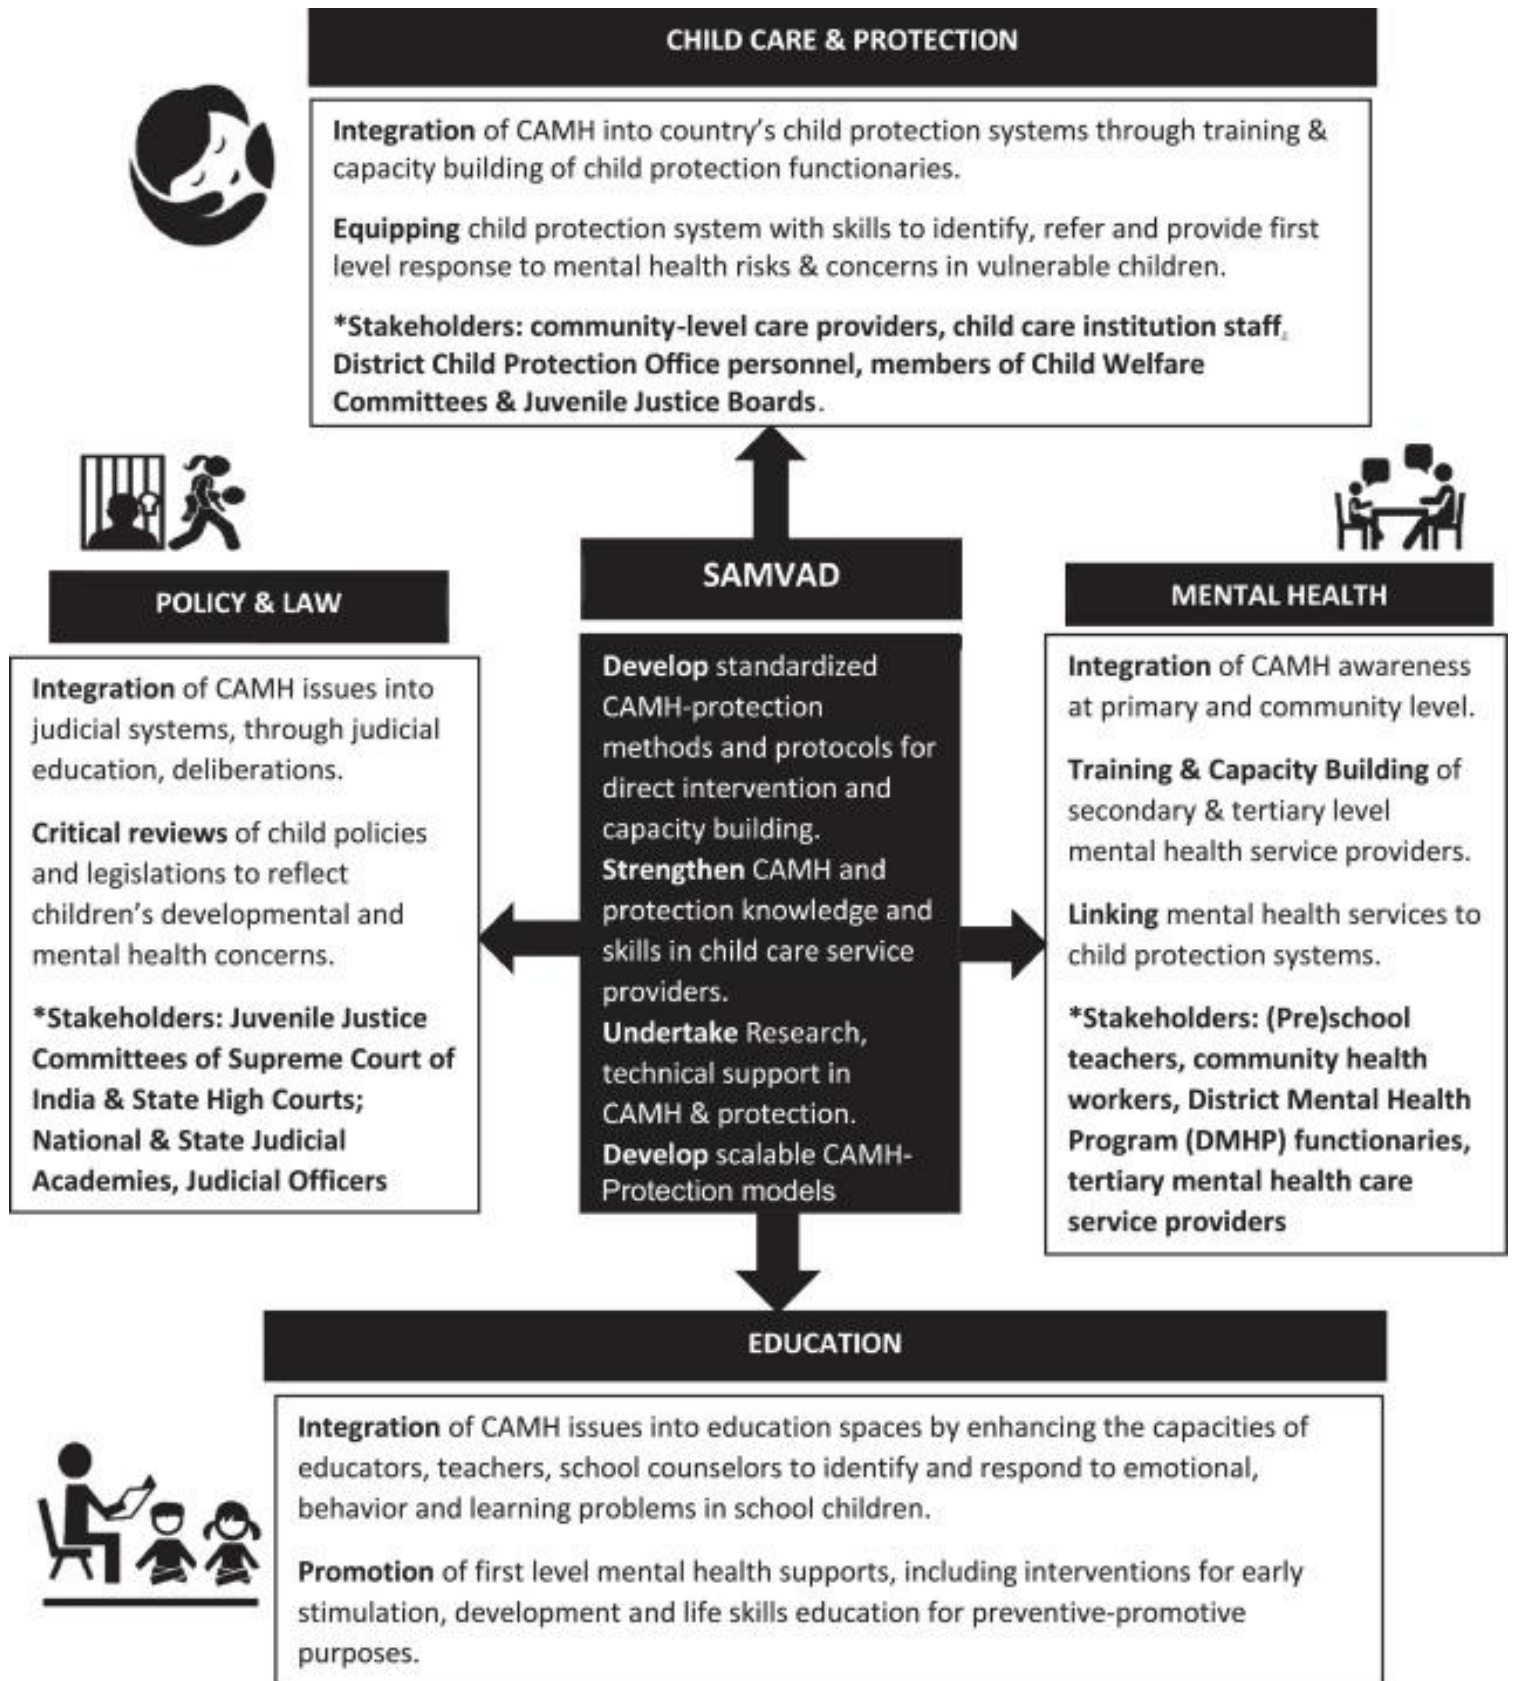 CHILD CARE & PROTECTION
Integration of CAMH into country's child protection systems through training &
capacity building of child protection functionaries.
Equipping child protection system with skills to identify, refer and provide first
level response to mental health risks & concerns in vulnerable children.
*Stakeholders: community-level care providers, child care institution staff,
District Child Protection Office personnel, members of Child Welfare
Committees & Juvenile Justice Boards.
POLICY & LAW
Integration of CAMH issues into
judicial systems, through judicial
education, deliberations.
Critical reviews of child policies
and legislations to reflect
children's developmental and
mental health concerns.
*Stakeholders: Juvenile Justice
Committees of Supreme Court of
India & State High Courts;
National & State Judicial
Academies, Judicial Officers
SAMVAD
Develop standardized
CAMH-protection
methods and protocols for
direct intervention and
capacity building.
Strengthen CAMH and
protection knowledge and
skills in child care service
providers.
Undertake Research,
technical support in
CAMH & protection.
Develop scalable CAMH-
Protection models
MENTAL HEALTH
Integration of CAMH awareness
at primary and community level.
Training & Capacity Building of
secondary & tertiary level
mental health service providers.
Linking mental health services to
child protection systems.
*Stakeholders: (Pre)school
teachers, community health
workers, District Mental Health
Program (DMHP) functionaries,
tertiary mental health care
service providers
EDUCATION
Integration of CAMH issues into education spaces by enhancing the capacities of
educators, teachers, school counselors to identify and respond to emotional,
behavior and learning problems in school children.
Promotion of first level mental health supports, including interventions for early
stimulation, development and life skills education for preventive-promotive
purposes.